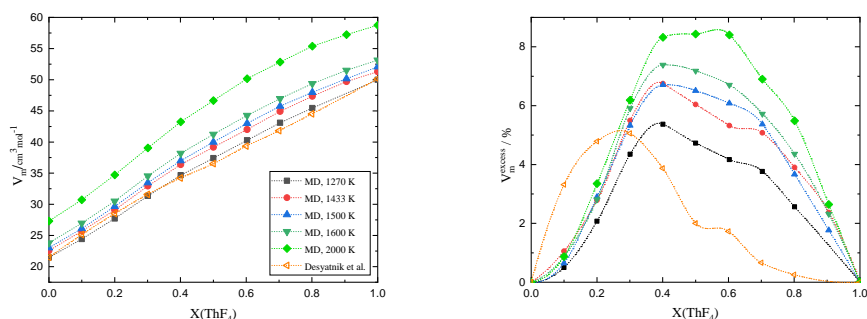 60
55
50
45
40
35
30
25
20
V_m/cm^3 mol^-1
0.0 0.2 0.4 0.6 0.8 1.0
X(ThF_4)
MD, 1270 K
MD, 1433 K
MD, 1500 K
MD, 1600 K
MD, 2000 K
Desyatnik et al.
8
6
4
2
0
V_m^excess / %
0.0 0.2 0.4 0.6 0.8 1.0
X(ThF_4)